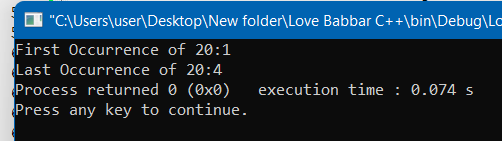 "C:\Users\user\Desktop\New folder\Love Babbar C++\bin\Debug\Lo
First Occurrence of 20:1
Last Occurrence of 20:4
Process returned 0 (0x0)   execution time : 0.074 s
Press any key to continue.